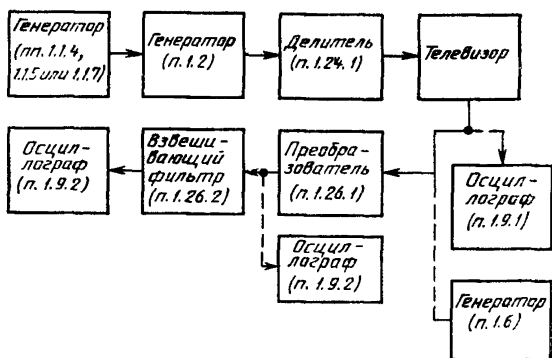 Генератор
(пп. 1.1.4,
1.1.5 или 1.1.7)
Генератор
(п.1.2)
Делитель
(п.1.24.1)
Телевизор
Осцил-
лограф
(п.1.9.2)
Взвеши-
вающий
фильтр
(п.1.26.2)
Преобра-
зователь
(п.1.26.1)
Осцил-
лограф
(п.1.9.1)
Осцил-
лограф
(п.1.9.2)
Генератор
(п.1.6)